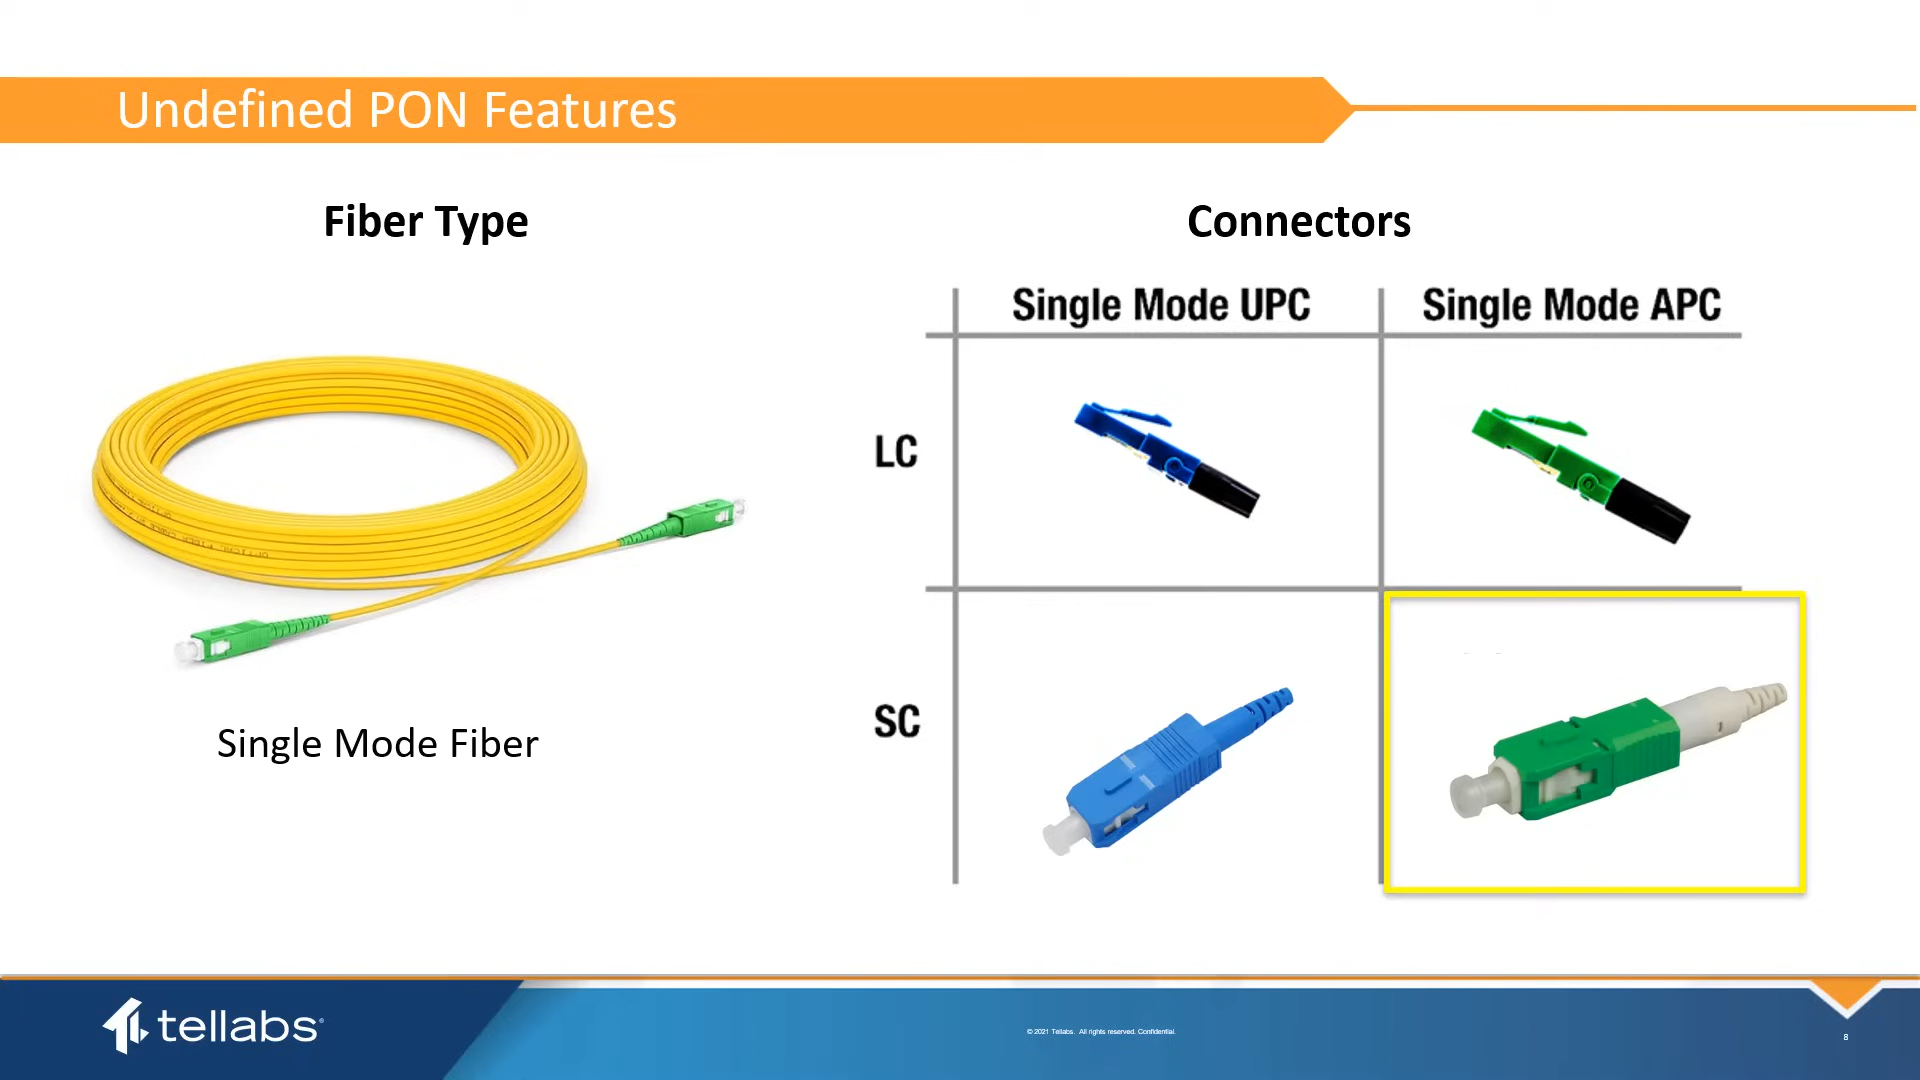 Undefined PON Features
Fiber Type
Connectors
Single Mode UPC
Single Mode APC
LC
SC
Single Mode Fiber
tellabs
© 2021 Tellabs. All rights reserved. Confidential.
8